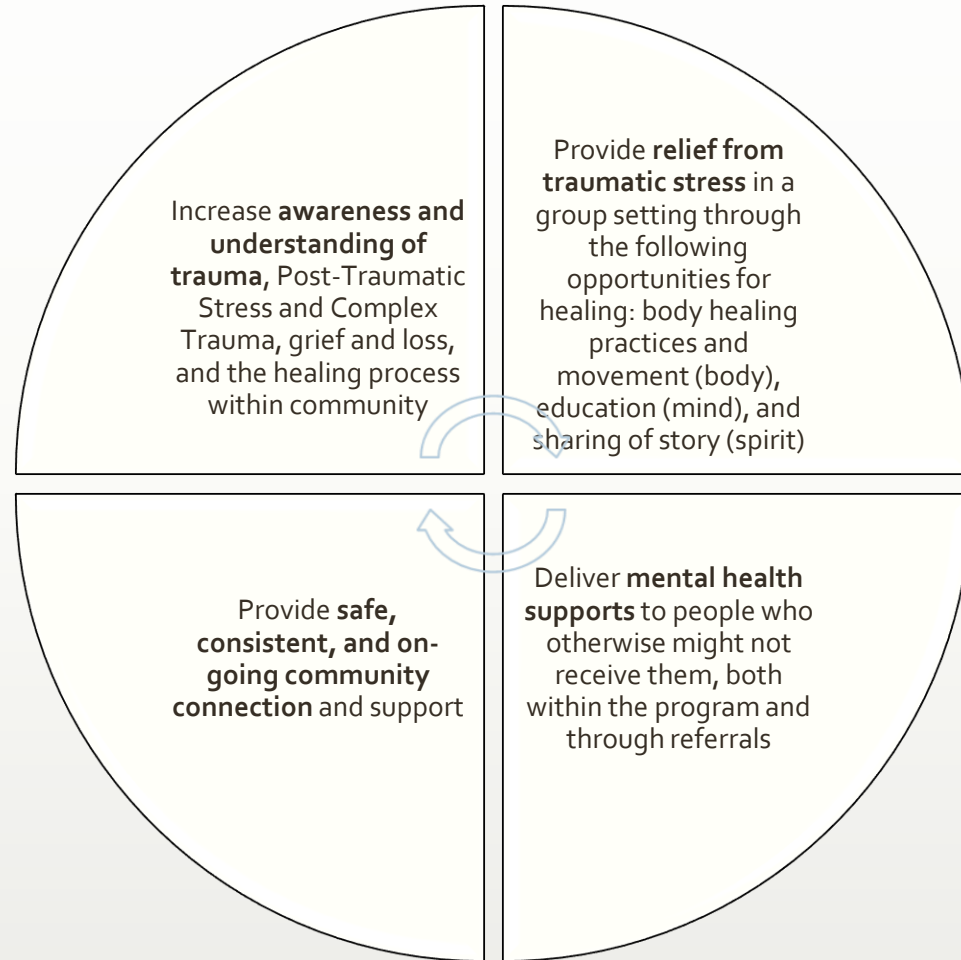 Increase awareness and
understanding of
trauma, Post-Traumatic
Stress and Complex
Trauma, grief and loss,
and the healing process
within community
Provide relief from
traumatic stress in a
group setting through
the following
opportunities for
healing: body healing
practices and
movement (body),
education (mind), and
sharing of story (spirit)
Provide safe,
consistent, and on-
going community
connection and support
Deliver mental health
supports to people who
otherwise might not
receive them, both
within the program and
through referrals